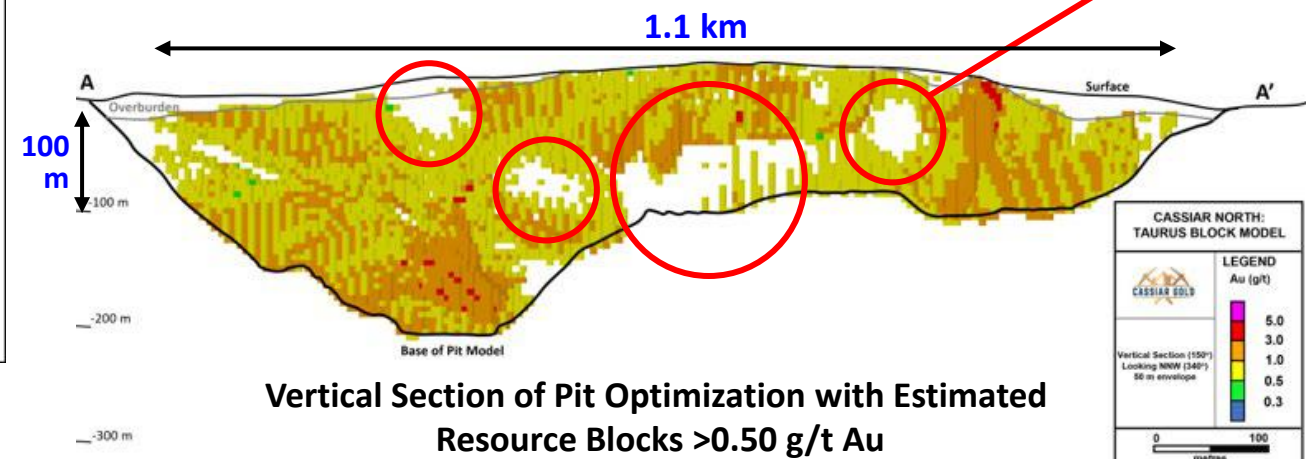 1.1 km
A
Overburden
Surface
A'
100
m
-100 m
-200 m
Base of Pit Model
-300 m
CASSIAR NORTH:
TAURUS BLOCK MODEL
CASSIAR GOLD
LEGEND
Au (g/t)
5.0
3.0
1.0
0.5
0.3
Vertical Section (150°)
Looking NNW (340°)
50 m envelope
0 100
metres
Vertical Section of Pit Optimization with Estimated
Resource Blocks >0.50 g/t Au